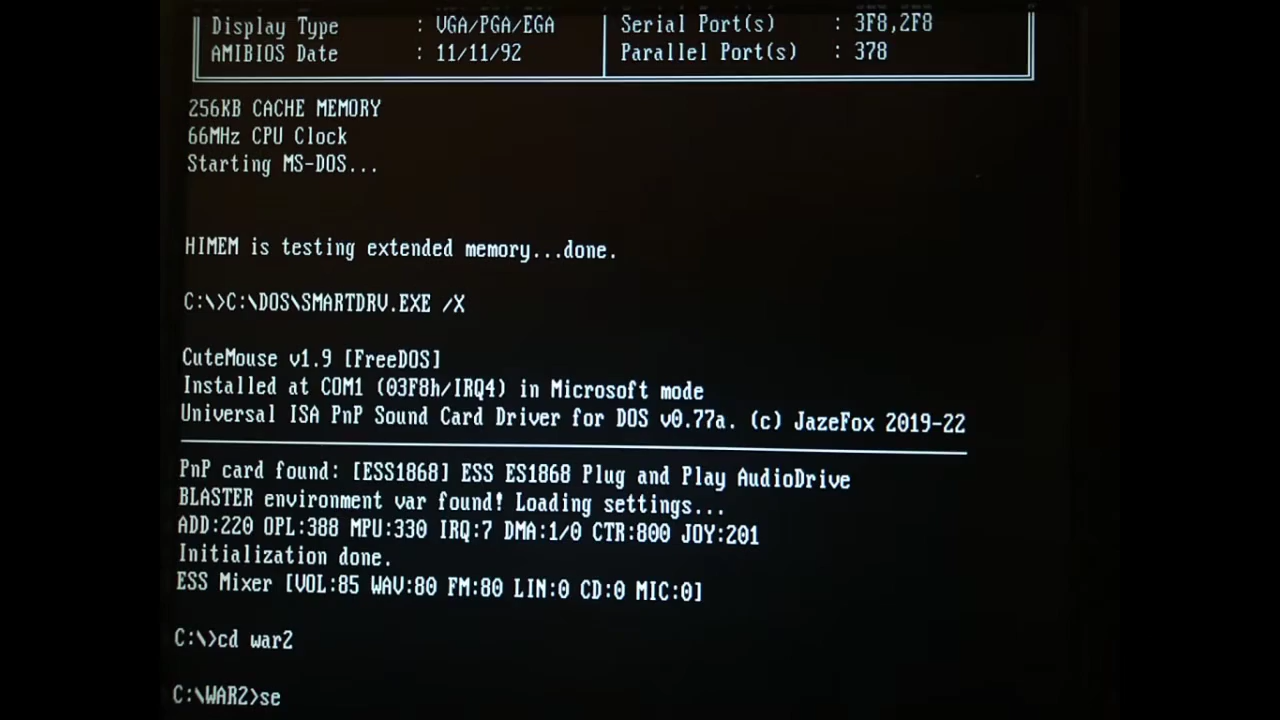 Display Type : VGA/PGA/EGA Serial Port(s) : 3F8,2F8
AMIBIOS Date : 11/11/92 Parallel Port(s) : 378
256KB CACHE MEMORY
66MHz CPU Clock
Starting MS-DOS...
HIMEM is testing extended memory...done.
C:\>C:\DOS\SMARTDRV.EXE /X
CuteMouse v1.9 [FreeDOS]
Installed at COM1 (03F8h/IRQ4) in Microsoft mode
Universal ISA PnP Sound Card Driver for DOS v0.77a. (c) JazeFox 2019-22
PnP card found: [ESS1868] ESS ES1868 Plug and Play AudioDrive
BLASTER environment var found! Loading settings...
ADD:220 OPL:388 MPU:330 IRQ:7 DMA:1/0 CTR:800 JOY:201
Initialization done.
ESS Mixer [VOL:85 WAV:80 FM:80 LIN:0 CD:0 MIC:0]
C:\>cd war2
C:\WAR2>se